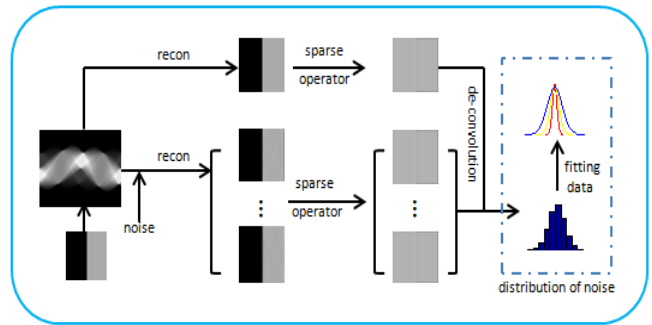 recon
sparse
operator
de-convolution
recon
noise
sparse
operator
fitting
data
distribution of noise